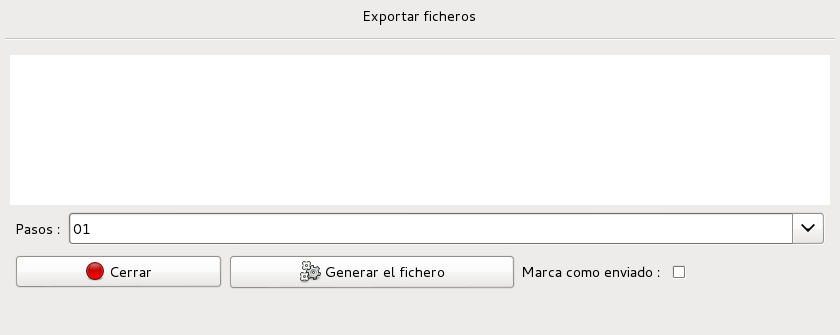 Exportar ficheros
Pasos : 01
Cerrar Generar el fichero Marca como enviado :